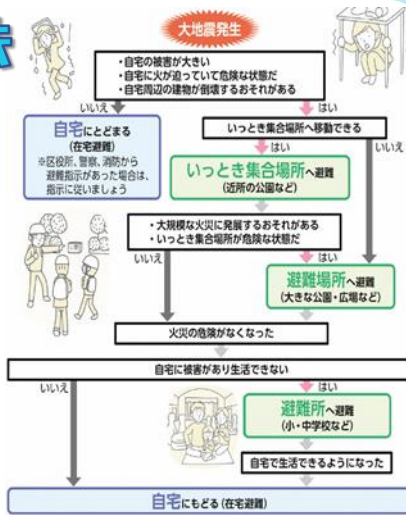 法
大地震発生
・自宅の被害が大きい
・自宅に火が迫っていて危険な状態だ
・自宅周辺の建物が倒壊するおそれがある
いいえ
はい
自宅にとどまる
(在宅避難)
※区役所、警察、消防から
避難指示があった場合は、
指示に従いましょう
いっとき集合場所へ移動できる
はい
いいえ
いっとき集合場所へ避難
(近所の公園など)
・大規模な火災に発展するおそれがある
・いっとき集合場所が危険な状態だ
いいえ
はい
避難場所へ避難
(大きな公園・広場など)
火災の危険がなくなった
自宅に被害があり生活できない
いいえ
はい
避難所へ避難
(小・中学校など)
自宅で生活できるようになった
自宅にもどる(在宅避難)